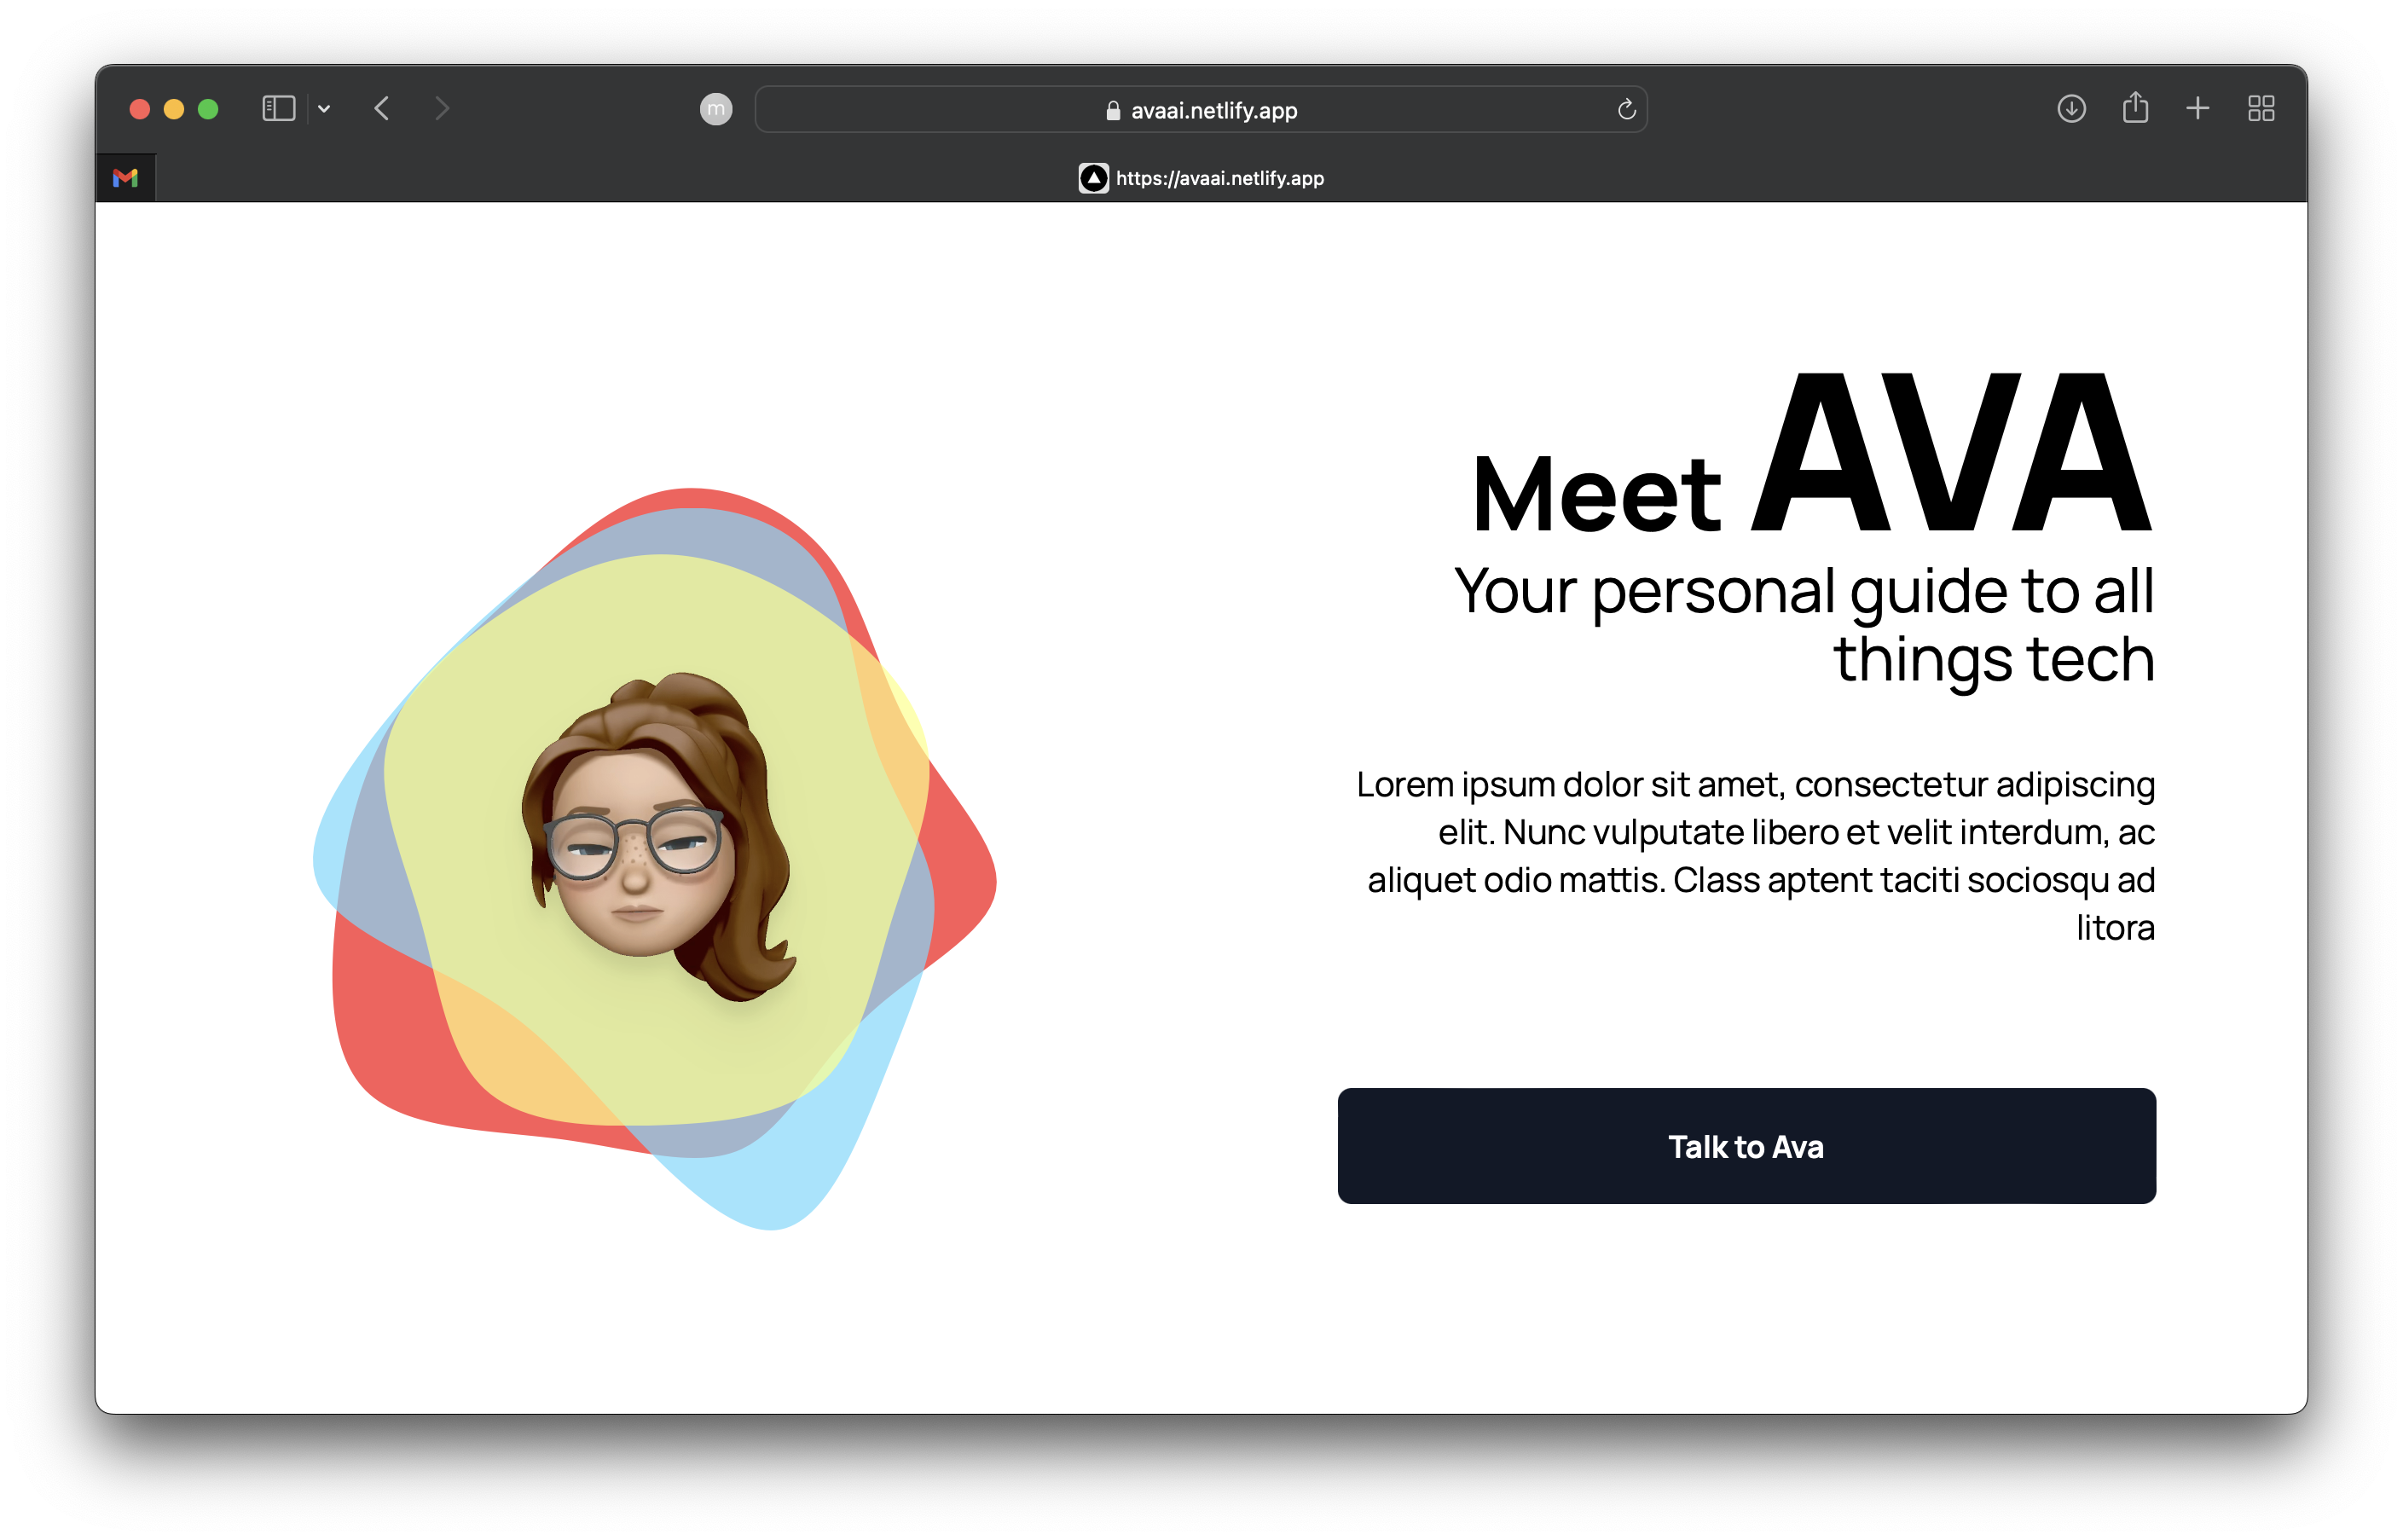 m
avaai.netlify.app
https://avaai.netlify.app
Meet AVA
Your personal guide to all
things tech
Lorem ipsum dolor sit amet, consectetur adipiscing
elit. Nunc vulputate libero et velit interdum, ac
aliquet odio mattis. Class aptent taciti sociosqu ad
litora
Talk to Ava